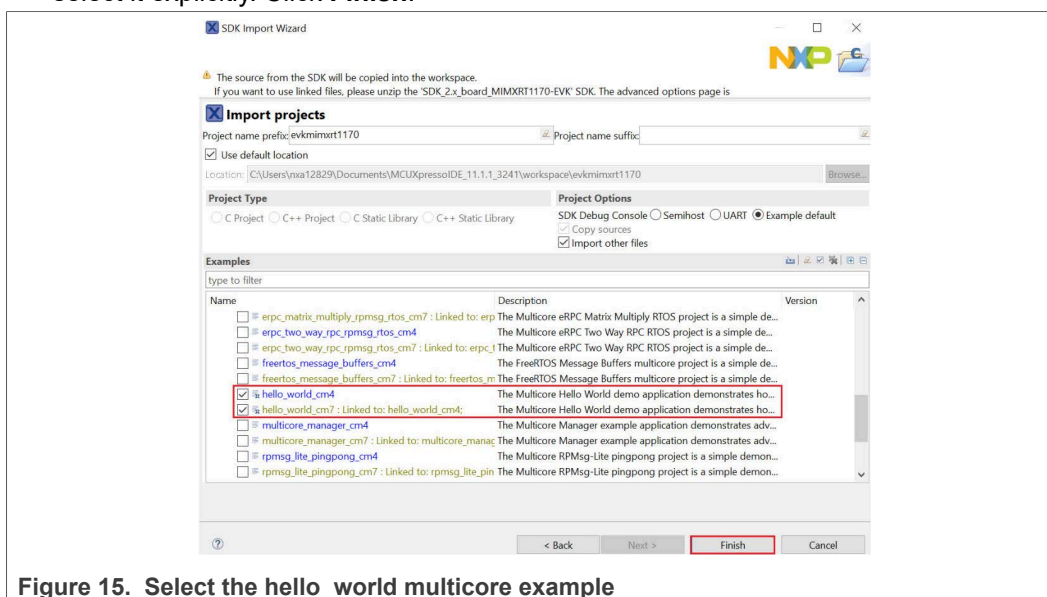 select it explicitly. Click Finish.
SDK Import Wizard
NXP
The source from the SDK will be copied into the workspace.
If you want to use linked files, please unzip the 'SDK_2.x_board_MIMXRT1170-EVK' SDK. The advanced options page is
Import projects
Project name prefix: evkmimxrt1170 Project name suffix:
Use default location
Location: C:\Users\nxa12829\Documents\MCUXpressoIDE_11.1.1_3241\workspace\evkmimxrt1170 Browse...
Project Type Project Options
C Project C++ Project C Static Library C++ Static Library SDK Debug Console Semihost UART Example default
Copy sources
Import other files
Examples
type to filter
Name Description Version
erpc_matrix_multiply_rpmsg_rtos_cm7 : Linked to: erp The Multicore eRPC Matrix Multiply RTOS project is a simple de...
erpc_two_way_rpc_rpmsg_rtos_cm4 The Multicore eRPC Two Way RPC RTOS project is a simple de...
erpc_two_way_rpc_rpmsg_rtos_cm7 : Linked to: erpc_t The Multicore eRPC Two Way RPC RTOS project is a simple de...
freertos_message_buffers_cm4 The FreeRTOS Message Buffers multicore project is a simple de...
freertos_message_buffers_cm7 : Linked to: freertos_m The FreeRTOS Message Buffers multicore project is a simple de...
hello_world_cm4 The Multicore Hello World demo application demonstrates ho...
hello_world_cm7 : Linked to: hello_world_cm4; The Multicore Hello World demo application demonstrates ho...
multicore_manager_cm4 The Multicore Manager example application demonstrates adv...
multicore_manager_cm7 : Linked to: multicore_manag The Multicore Manager example application demonstrates adv...
rpmsg_lite_pingpong_cm4 The Multicore RPMsg-Lite pingpong project is a simple demon...
rpmsg_lite_pingpong_cm7 : Linked to: rpmsg_lite_pin The Multicore RPMsg-Lite pingpong project is a simple demon...
< Back Next > Finish Cancel
Figure 15. Select the hello_world multicore example